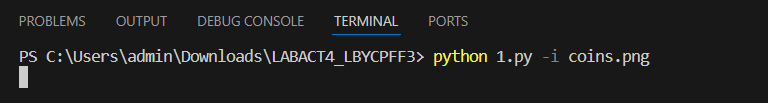 PROBLEMS OUTPUT DEBUG CONSOLE TERMINAL PORTS
PS C:\Users\admin\Downloads\LABACT4_LBYCPFF3> python 1.py -i coins.png